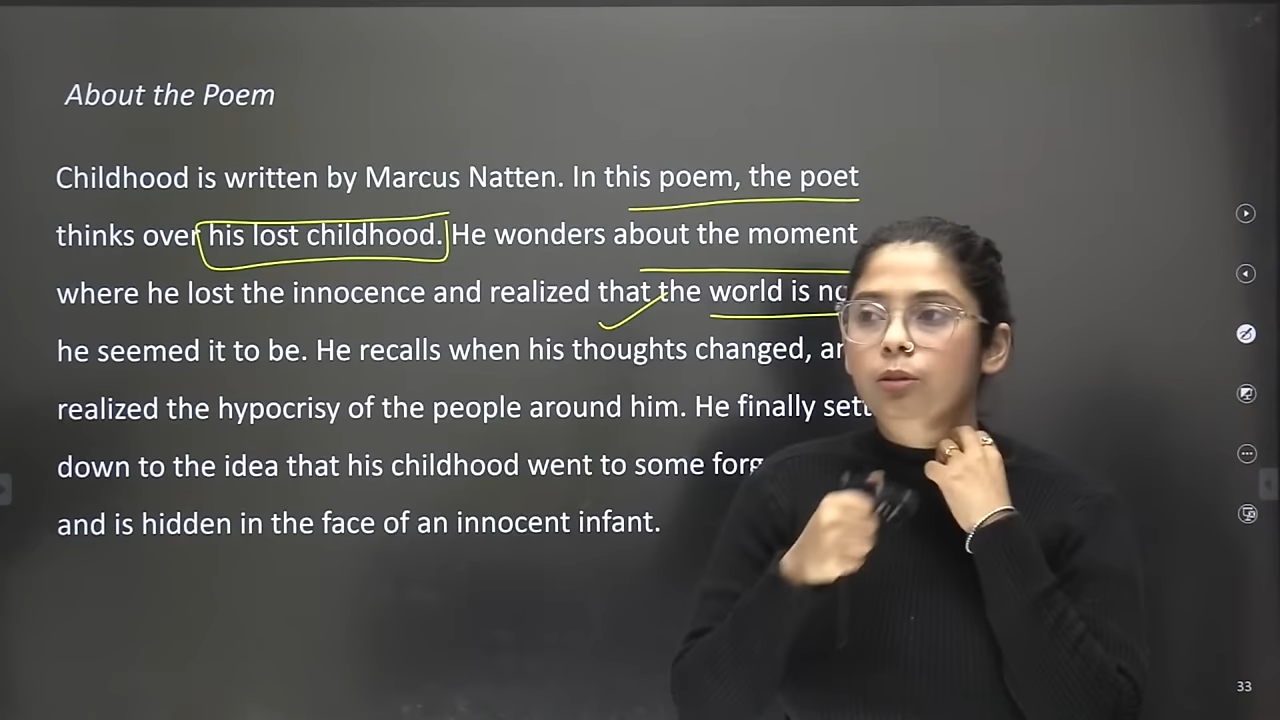 About the Poem
Childhood is written by Marcus Natten. In this poem, the poet
thinks over his lost childhood. He wonders about the moment
where he lost the innocence and realized that the world is
he seemed it to be. He recalls when his thoughts changed,
realized the hypocrisy of the people around him. He finally
down to the idea that his childhood went to some
and is hidden in the face of an innocent infant.
33